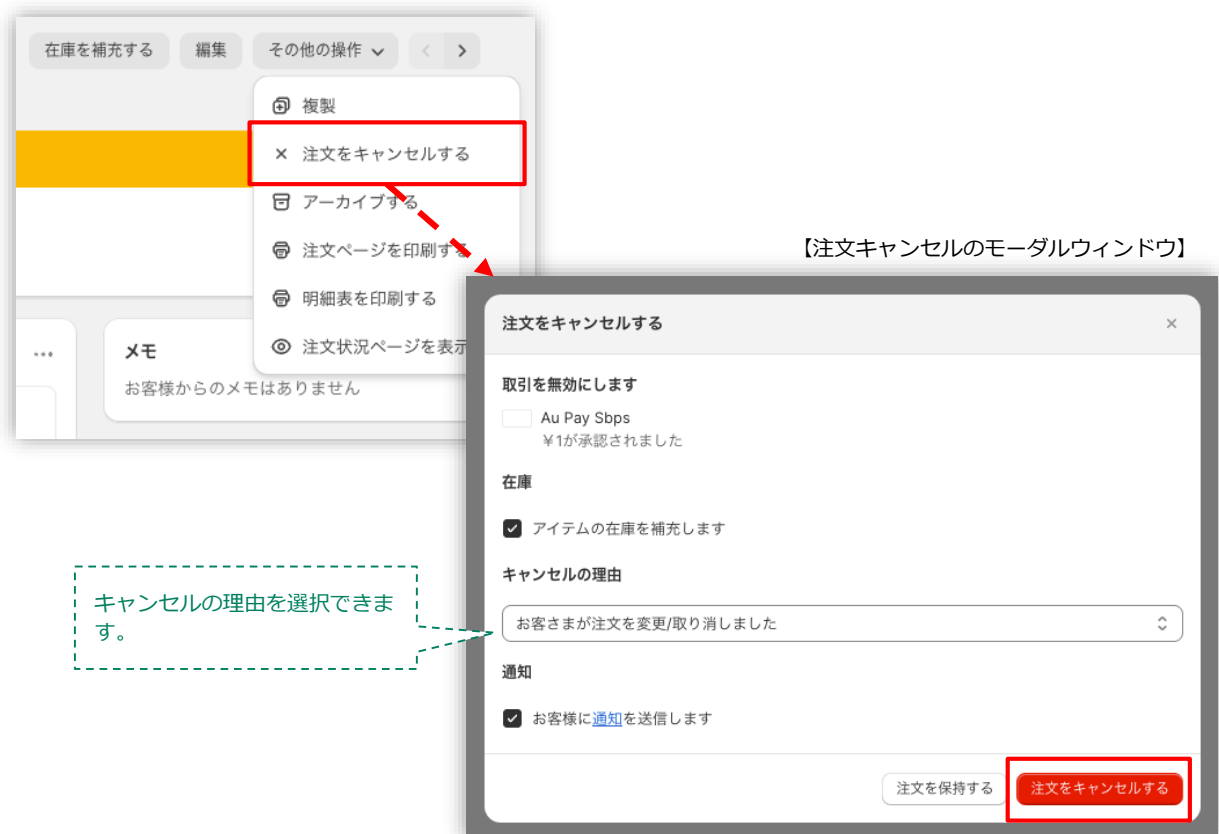 在庫を補充する 編集 その他の操作
複製
注文をキャンセルする
アーカイブする
注文ページを印刷する
明細表を印刷する
注文状況ページを表示
メモ
お客様からのメモはありません
【注文キャンセルのモーダルウィンドウ】
注文をキャンセルする
取引を無効にします
Au Pay Sbps
¥1が承認されました
在庫
アイテムの在庫を補充します
キャンセルの理由
お客さまが注文を変更/取り消しました
通知
お客様に通知を送信します
注文を保持する 注文をキャンセルする
キャンセルの理由を選択できま
す。